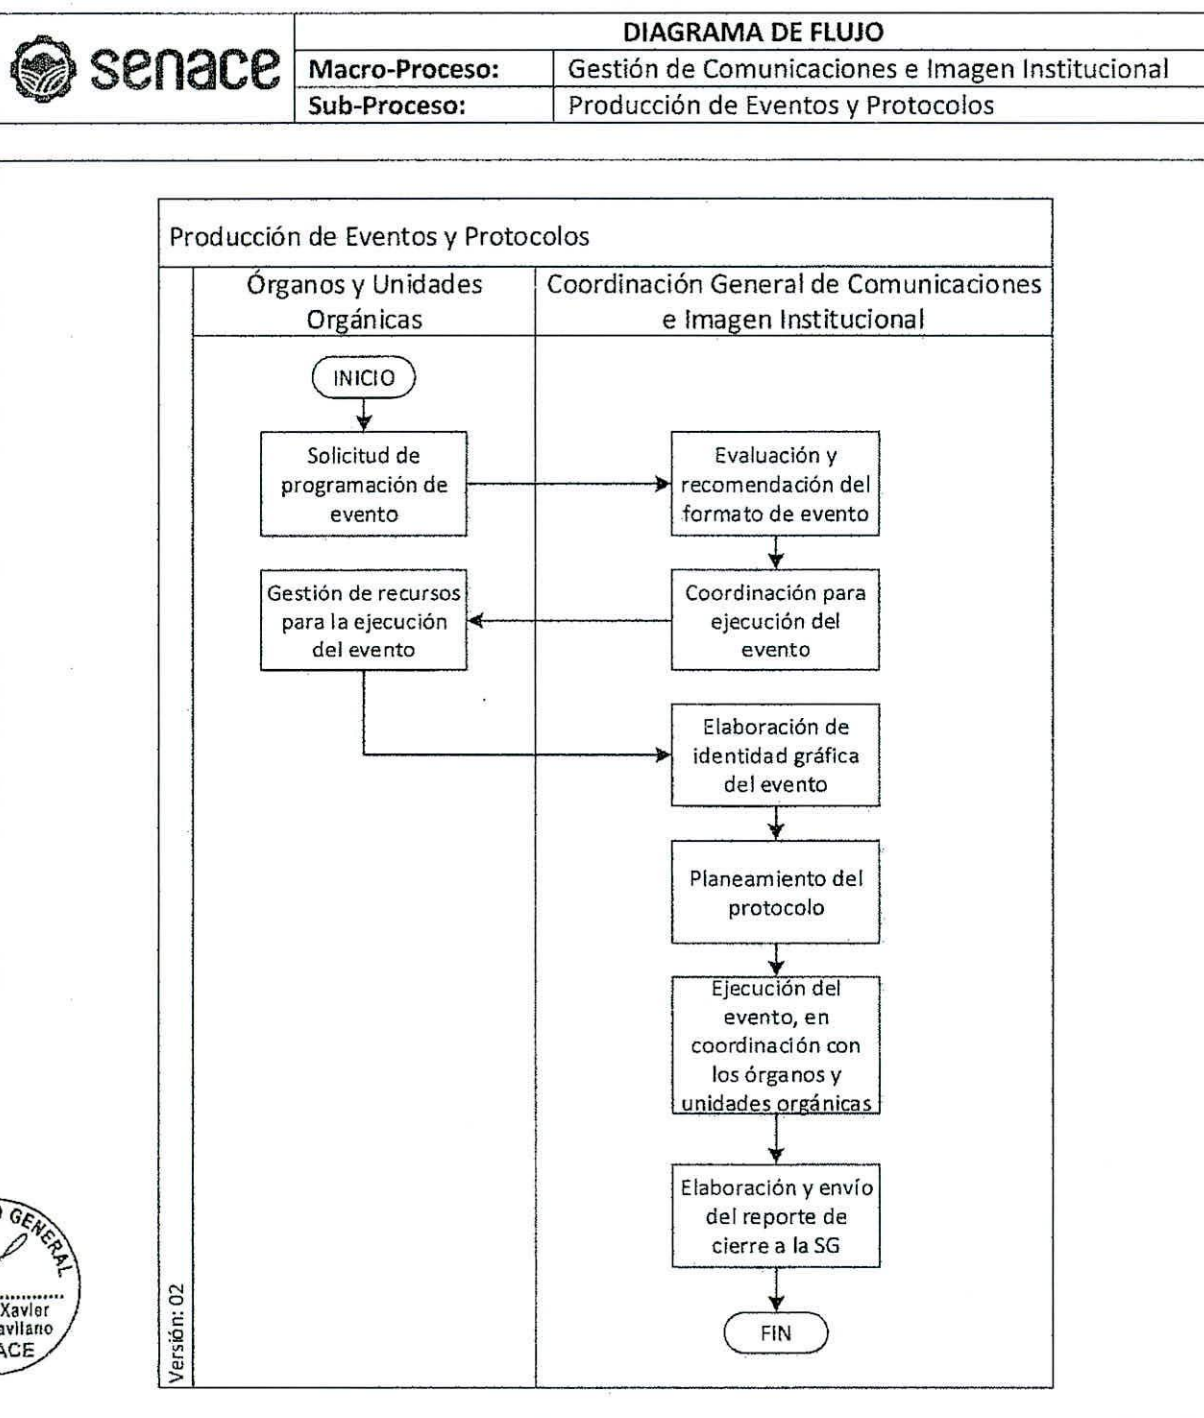 senace
DIAGRAMA DE FLUJO
Macro-Proceso: Gestión de Comunicaciones e Imagen Institucional
Sub-Proceso: Producción de Eventos y Protocolos
Producción de Eventos y Protocolos
Órganos y Unidades
Orgánicas
Coordinación General de Comunicaciones
e Imagen Institucional
INICIO
Solicitud de
programación de
evento
Evaluación y
recomendación del
formato de evento
Coordinación para
ejecución del
evento
Gestión de recursos
para la ejecución
del evento
Elaboración de
identidad gráfica
del evento
Planeamiento del
protocolo
Ejecución del
evento, en
coordinación con
los órganos y
unidades orgánicas
Elaboración y envío
del reporte de
cierre a la SG
FIN
Versión: 02
GENERAL
Xavier